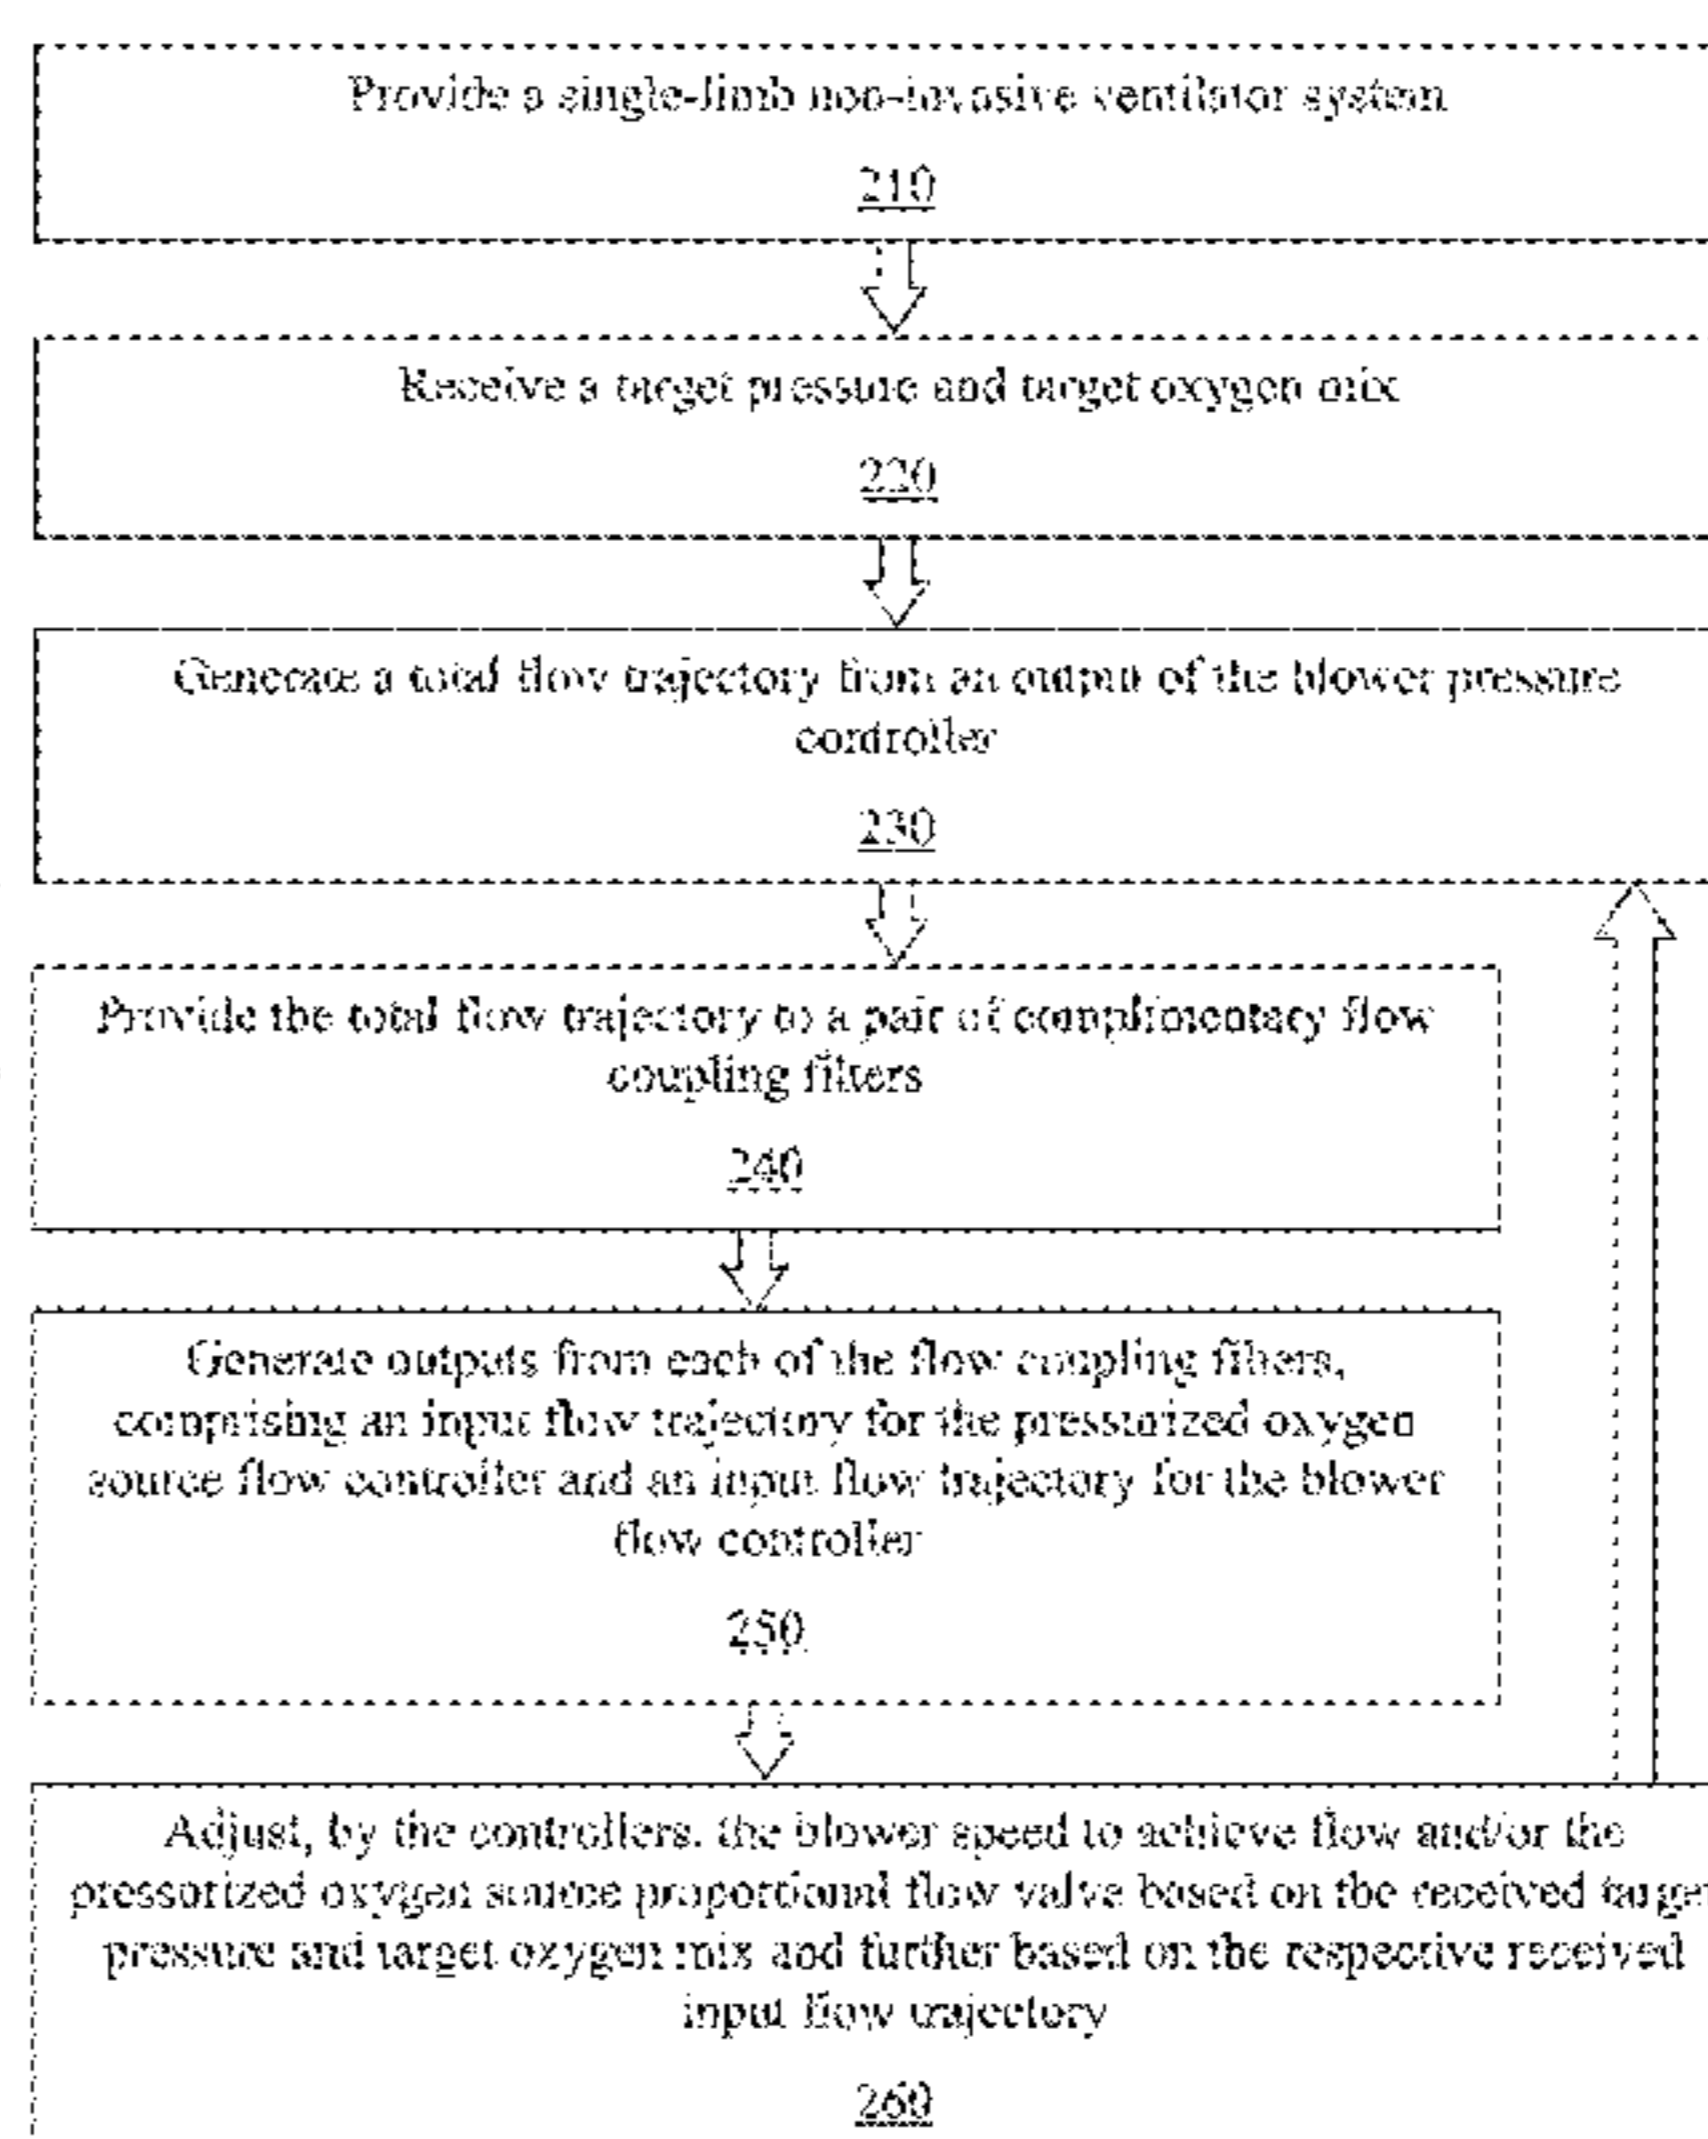 Provide a single-limb non-invasive ventilator system
210
Receive a target pressure and target oxygen mix
220
Generate a total flow trajectory from an output of the blower pressure
controller
230
Provide the total flow trajectory to a pair of complimentary flow
coupling filters
240
Generate outputs from each of the flow coupling filters,
comprising an input flow trajectory for the pressurized oxygen
source flow controller and an input flow trajectory for the blower
flow controller
250
Adjust, by the controllers, the blower speed to achieve flow and/or the
pressurized oxygen source proportional flow valve based on the received targe
pressure and target oxygen mix and further based on the respective received
input flow trajectory
260